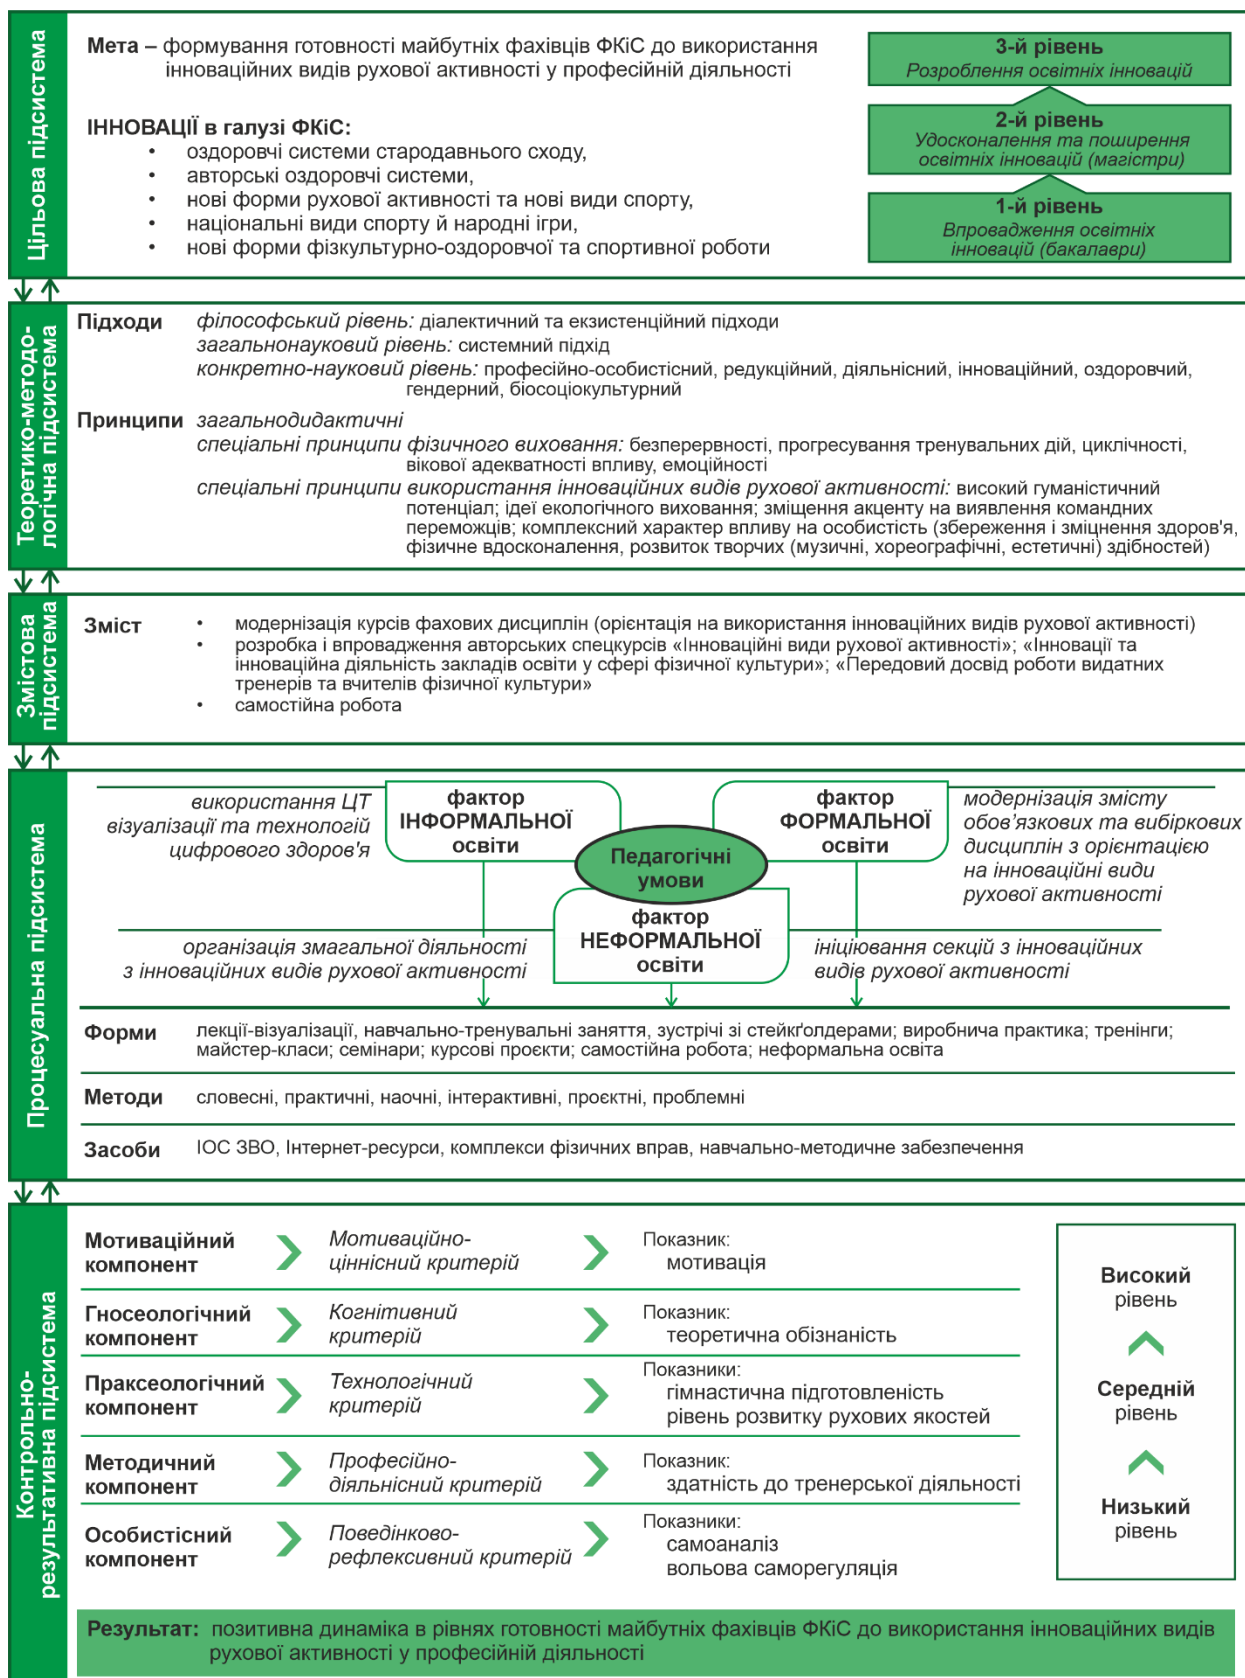 Цільова підсистема
Мета – формування готовності майбутніх фахівців ФКіС до використання
інноваційних видів рухової активності у професійній діяльності
ІННОВАЦІЇ в галузі ФКіС:
• оздоровчі системи стародавнього сходу,
• авторські оздоровчі системи,
• нові форми рухової активності та нові види спорту,
• національні види спорту й народні ігри,
• нові форми фізкультурно-оздоровчої та спортивної роботи
3-й рівень
Розроблення освітніх інновацій
2-й рівень
Удосконалення та поширення
освітніх інновацій (магістри)
1-й рівень
Впровадження освітніх
інновацій (бакалаври)
Теоретико-методо-
логічна підсистема
Підходи філософський рівень: діалектичний та екзистенційний підходи
загальнонауковий рівень: системний підхід
конкретно-науковий рівень: професійно-особистісний, редукційний, діяльнісний, інноваційний, оздоровчий,
гендерний, біосоціокультурний
Принципи загальнодидактичні
спеціальні принципи фізичного виховання: безперервності, прогресування тренувальних дій, циклічності,
вікової адекватності впливу, емоційності
спеціальні принципи використання інноваційних видів рухової активності: високий гуманістичний
потенціал; ідеї екологічного виховання; зміщення акценту на виявлення командних
переможців; комплексний характер впливу на особистість (збереження і зміцнення здоров'я,
фізичне вдосконалення, розвиток творчих (музичні, хореографічні, естетичні) здібностей)
Змістова
підсистема
Зміст • модернізація курсів фахових дисциплін (орієнтація на використання інноваційних видів рухової активності)
• розробка і впровадження авторських спецкурсів «Інноваційні види рухової активності»; «Інновації та
інноваційна діяльність закладів освіти у сфері фізичної культури»; «Передовий досвід роботи видатних
тренерів та вчителів фізичної культури»
• самостійна робота
Процесуальна підсистема
використання ЦТ
візуалізації та технологій
цифрового здоров'я
фактор
ІНФОРМАЛЬНОЇ
освіти
Педагогічні
умови
фактор
ФОРМАЛЬНОЇ
освіти
модернізація змісту
обов’язкових та вибіркових
дисциплін з орієнтацією
на інноваційні види
рухової активності
організація змагальної діяльності
з інноваційних видів рухової активності
фактор
НЕФОРМАЛЬНОЇ
освіти
ініціювання секцій з інноваційних
видів рухової активності
Форми лекції-візуалізації, навчально-тренувальні заняття, зустрічі зі стейкґолдерами; виробнича практика; тренінги;
майстер-класи; семінари; курсові проєкти; самостійна робота; неформальна освіта
Методи словесні, практичні, наочні, інтерактивні, проєктні, проблемні
Засоби ІОС ЗВО, Інтернет-ресурси, комплекси фізичних вправ, навчально-методичне забезпечення
Контрольно-
результативна підсистема
Мотиваційний
компонент
Мотиваційно-
ціннісний критерій
Показник:
мотивація
Гносеологічний
компонент
Когнітивний
критерій
Показник:
теоретична обізнаність
Праксеологічний
компонент
Технологічний
критерій
Показники:
гімнастична підготовленість
рівень розвитку рухових якостей
Методичний
компонент
Професійно-
діяльнісний критерій
Показник:
здатність до тренерської діяльності
Особистісний
компонент
Поведінково-
рефлексивний критерій
Показники:
самоаналіз
вольова саморегуляція
Високий
рівень
Середній
рівень
Низький
рівень
Результат: позитивна динаміка в рівнях готовності майбутніх фахівців ФКіС до використання інноваційних видів
рухової активності у професійній діяльності